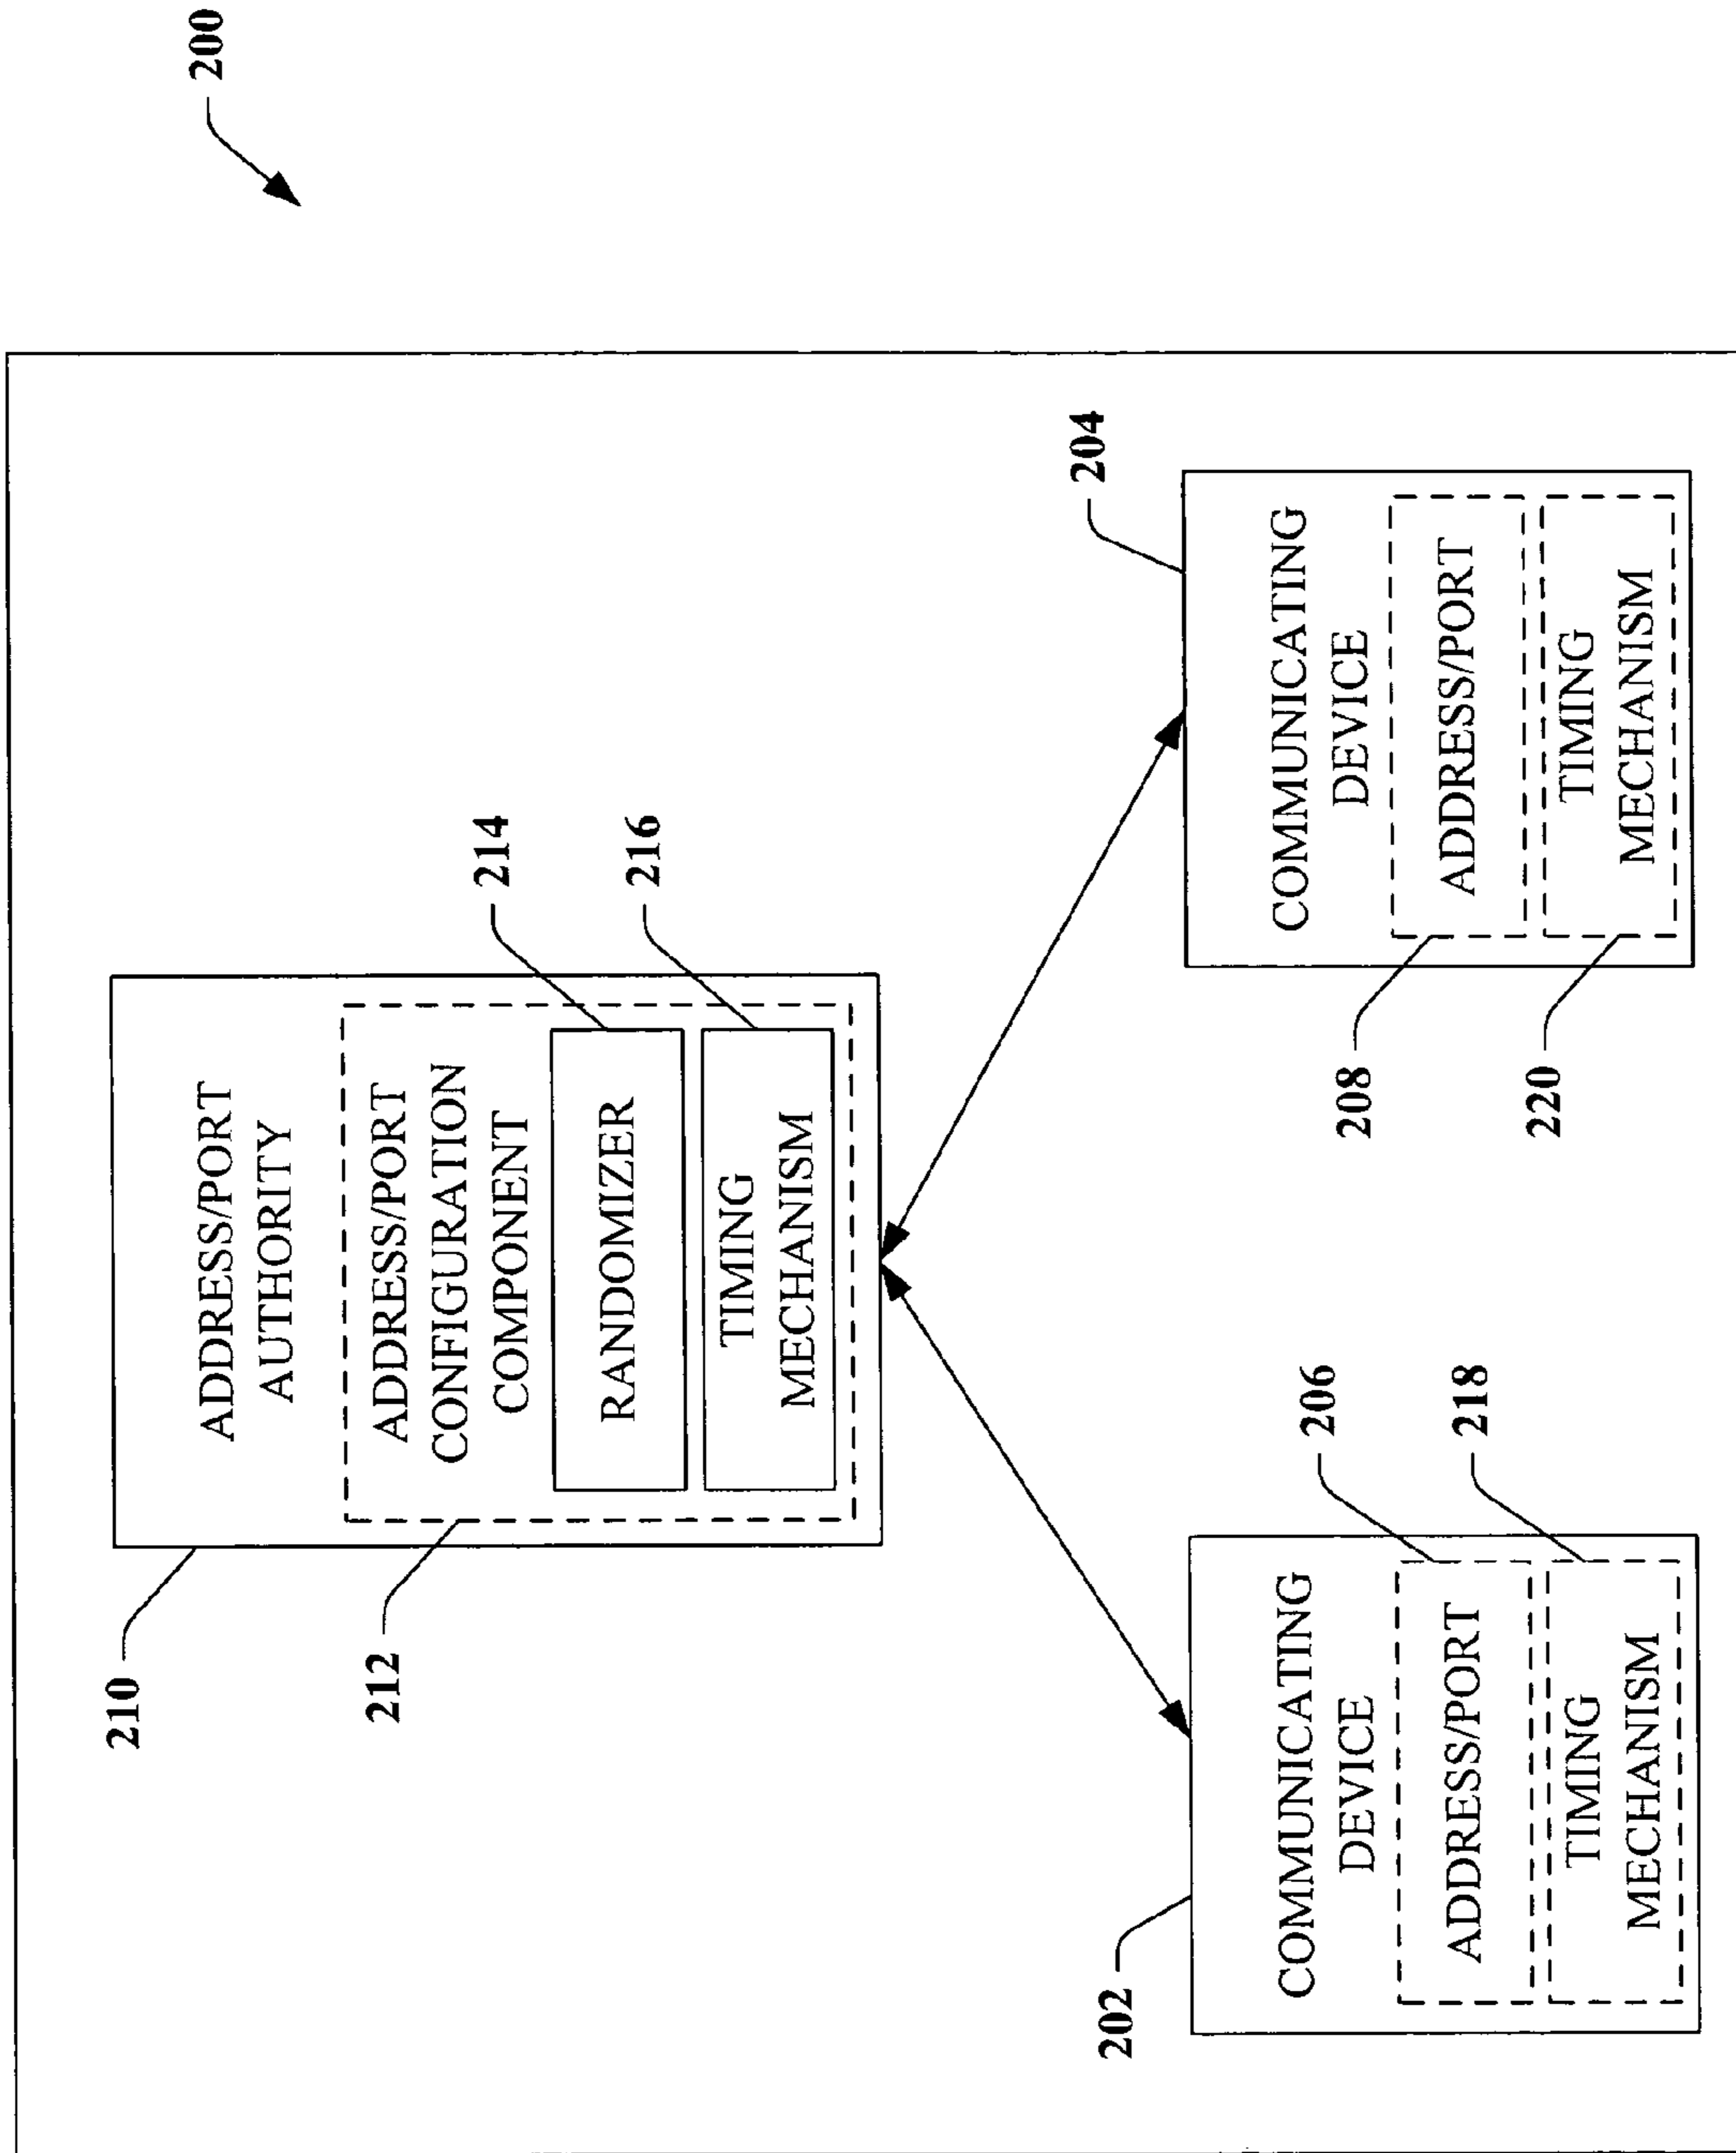 200
210
ADDRESS/PORT
AUTHORITY
212
ADDRESS/PORT
CONFIGURATION
COMPONENT
214
RANDOMIZER
216
TIMING
MECHANISM
202
COMMUNICATING
DEVICE
206
ADDRESS/PORT
218
TIMING
MECHANISM
204
COMMUNICATING
DEVICE
208
ADDRESS/PORT
220
TIMING
MECHANISM